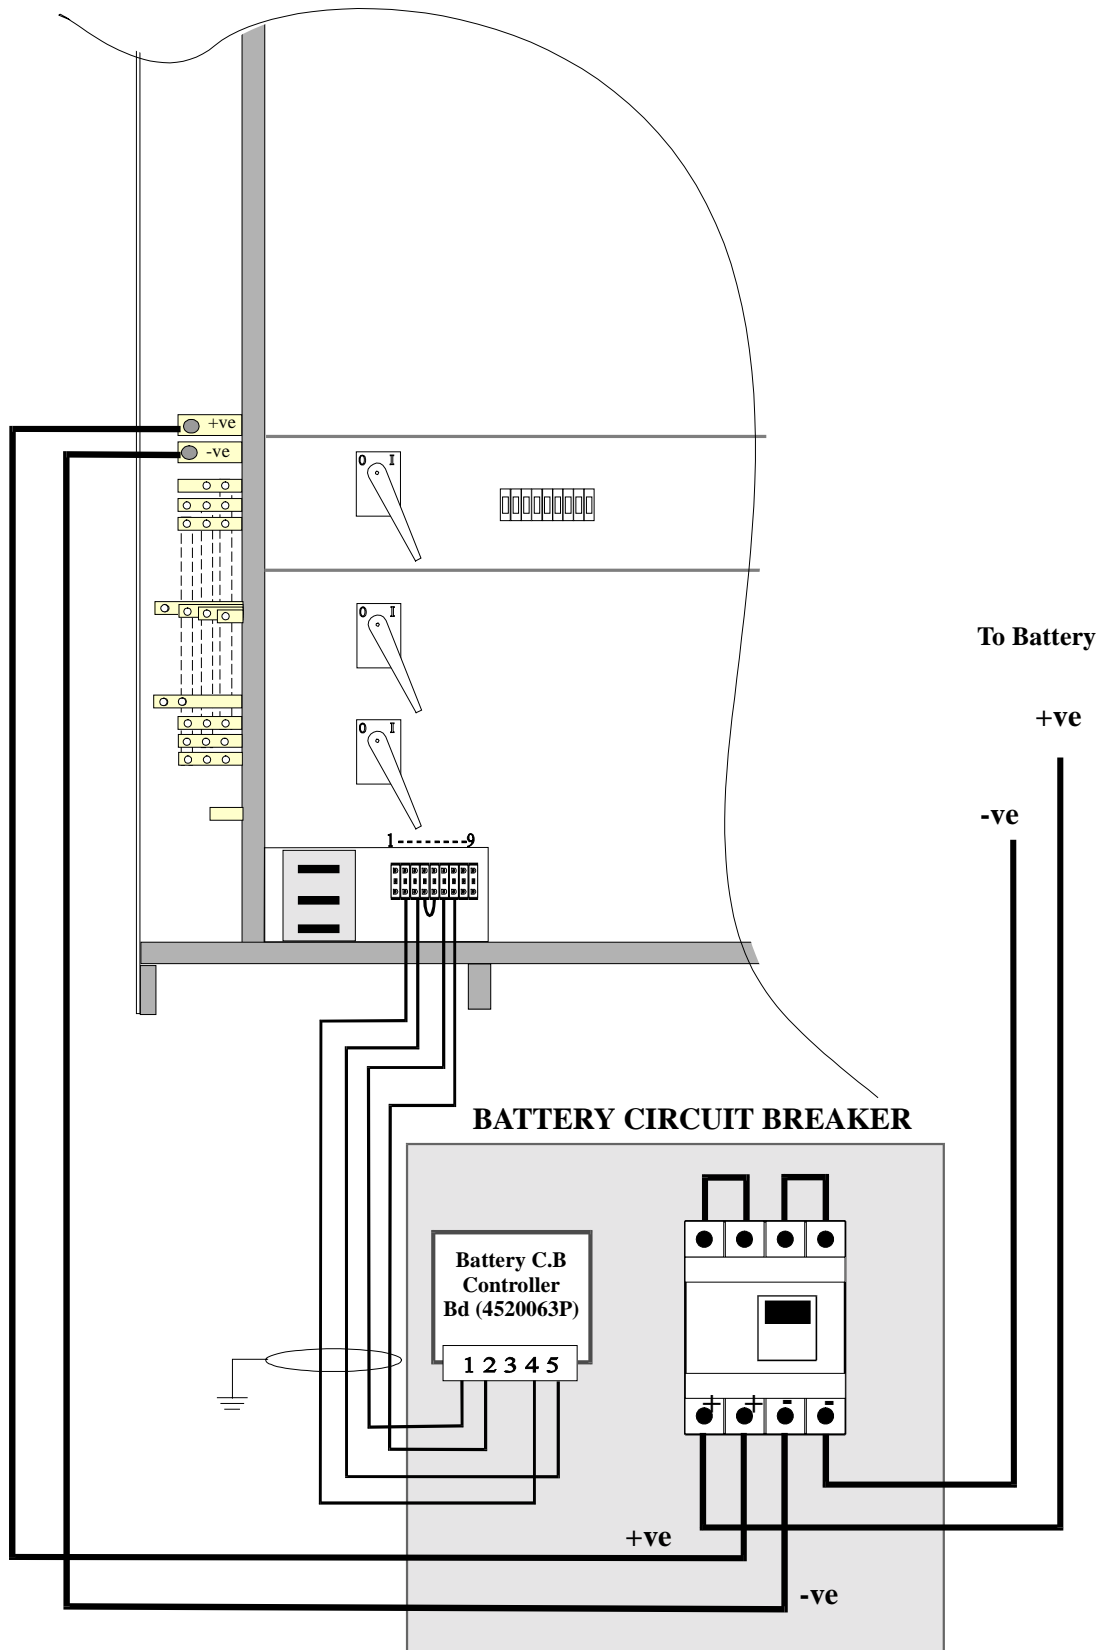 +ve
-ve
0 I
0 I
To Battery
0 I
+ve
-ve
1---------9
BATTERY CIRCUIT BREAKER
Battery C.B
Controller
Bd (4520063P)
1 2 3 4 5
+ + - -
+ve
-ve